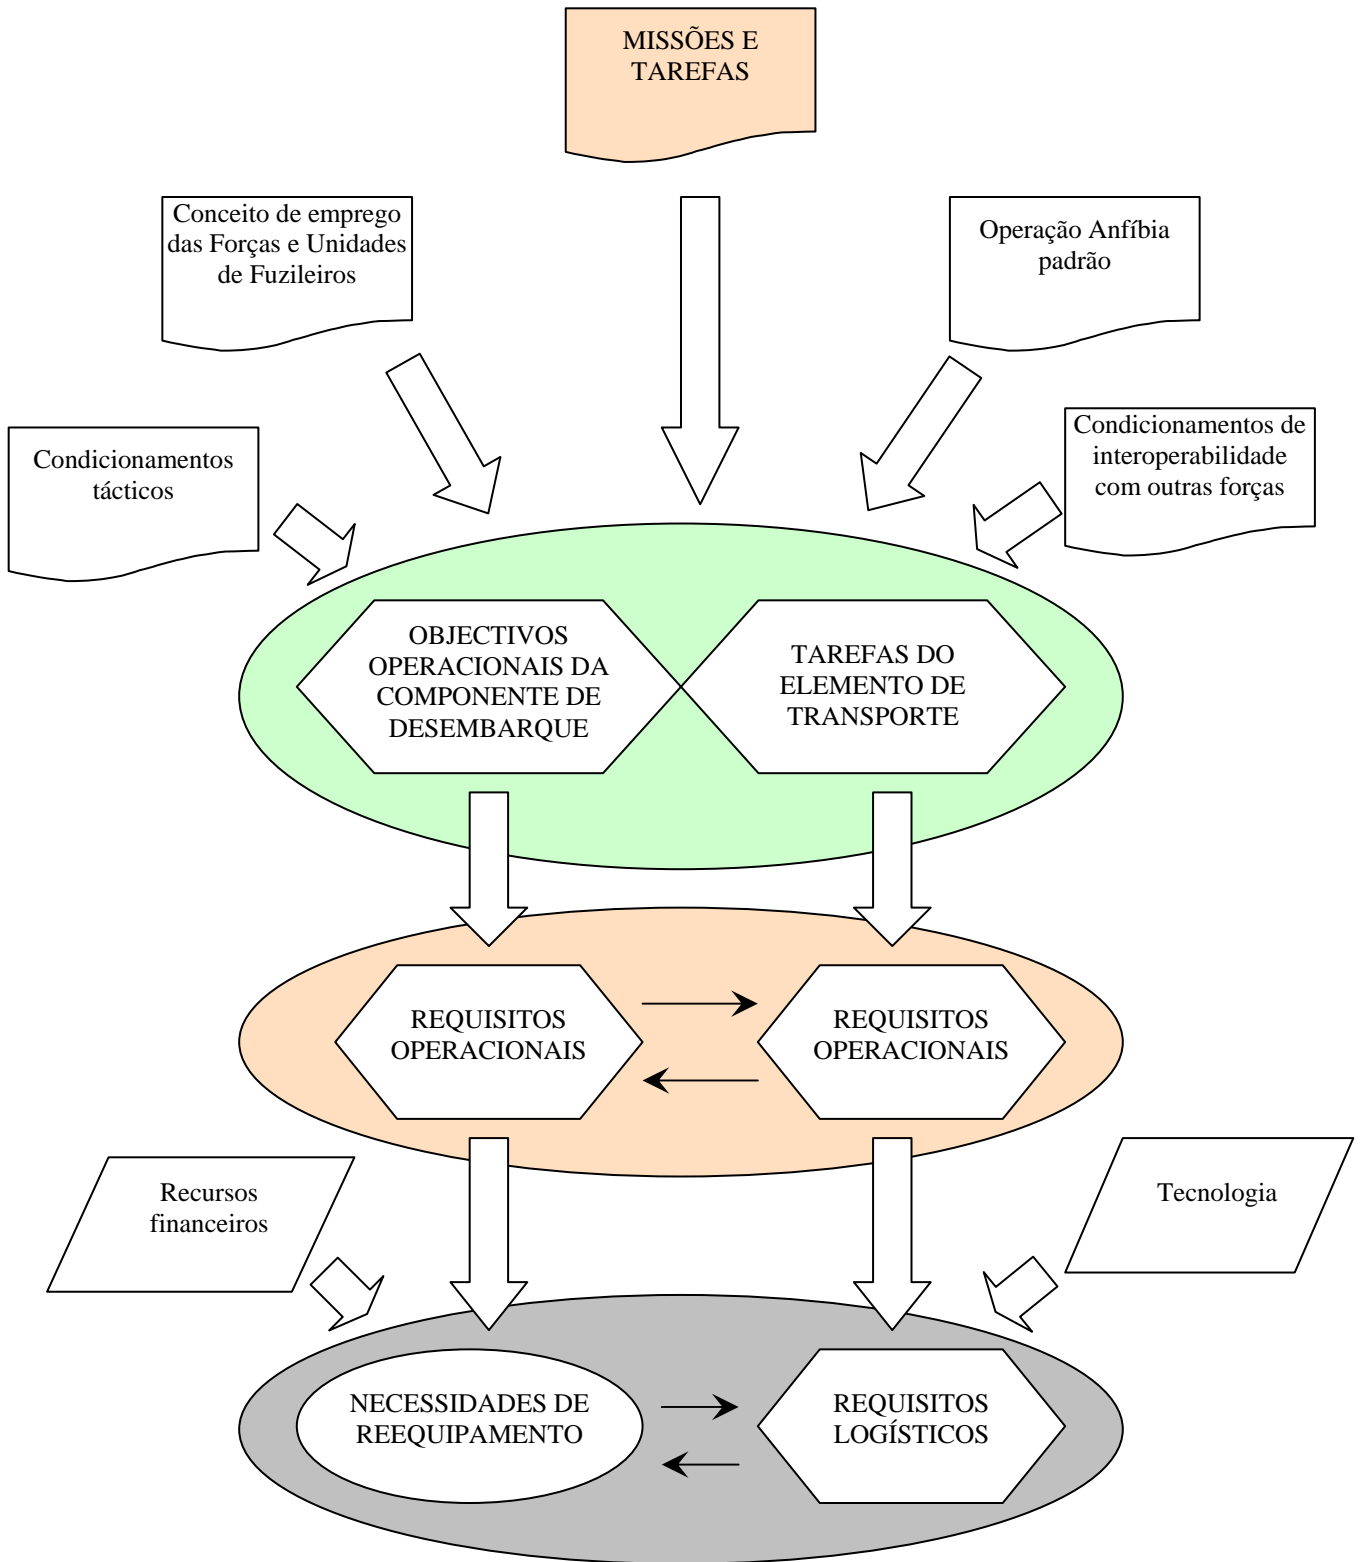 MISSÕES E
TAREFAS
Conceito de emprego
das Forças e Unidades
de Fuzileiros
Operação Anfíbia
padrão
Condicionamentos
tácticos
Condicionamentos de
interoperabilidade
com outras forças
OBJECTIVOS
OPERACIONAIS DA
COMPONENTE DE
DESEMBARQUE
TAREFAS DO
ELEMENTO DE
TRANSPORTE
REQUISITOS
OPERACIONAIS
REQUISITOS
OPERACIONAIS
Recursos
financeiros
Tecnologia
NECESSIDADES DE
REEQUIPAMENTO
REQUISITOS
LOGÍSTICOS